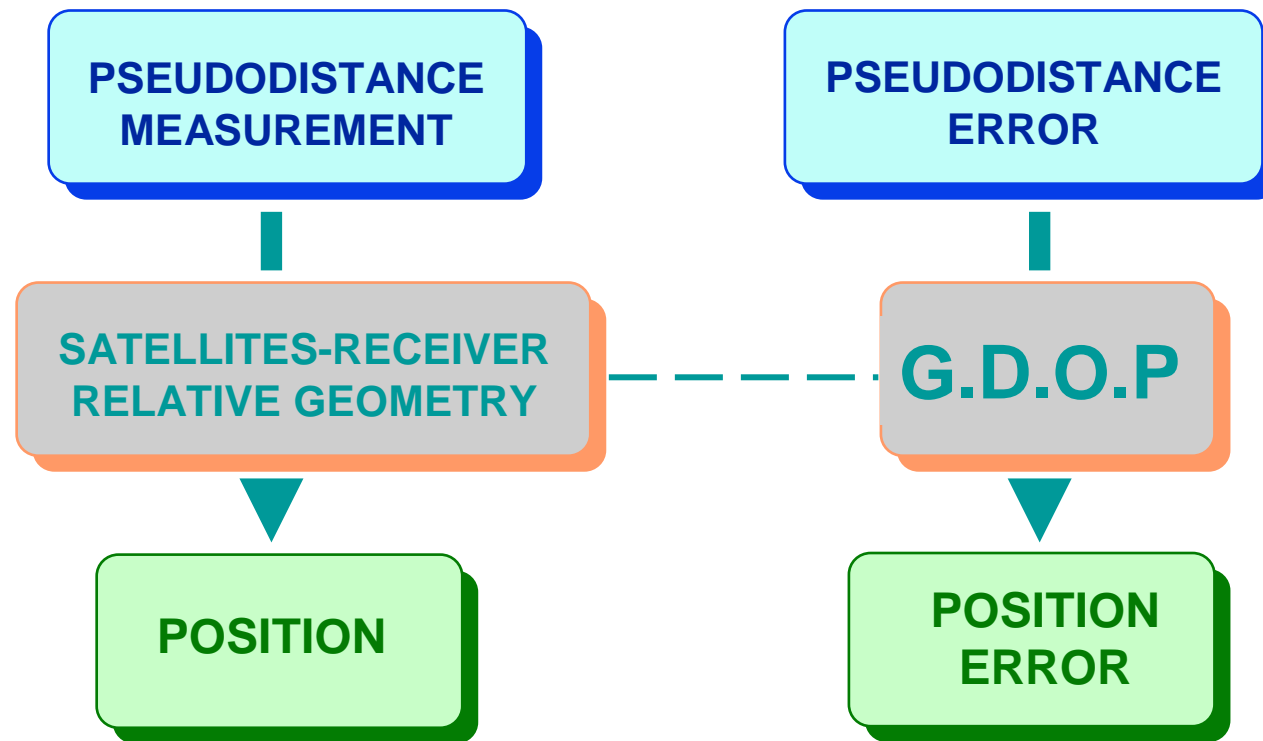 PSEUDODISTANCE
MEASUREMENT
PSEUDODISTANCE
ERROR
SATELLITES-RECEIVER
RELATIVE GEOMETRY
G.D.O.P
POSITION
POSITION
ERROR